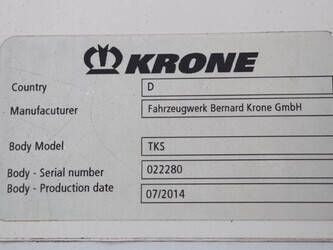 KRONE
Country D
Manufacuturer Fahrzeugwerk Bernard Krone GmbH
Body Model TKS
Body - Serial number 022280
Body - Production date 07/2014